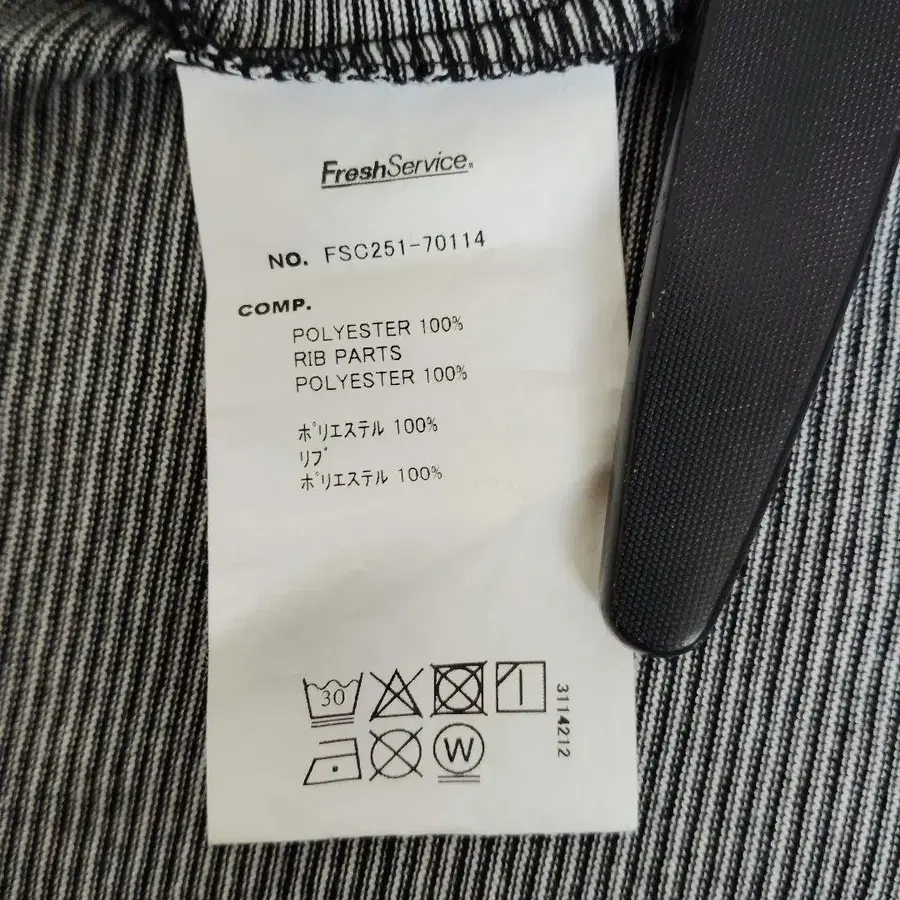 FreshService®
NO. FSC251-70114
COMP.
POLYESTER 100%
RIB PARTS
POLYESTER 100%
ポリエステル 100%
リブ
ポリエステル 100%
30
W
3114212